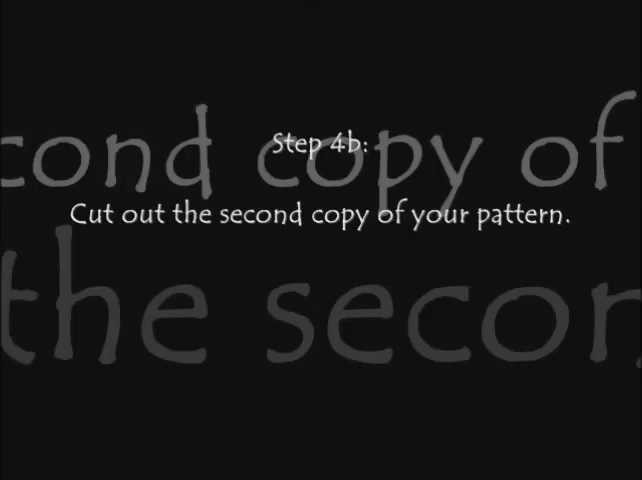 cond copy of
Step 4b:
Cut out the second copy of your pattern.
the secon